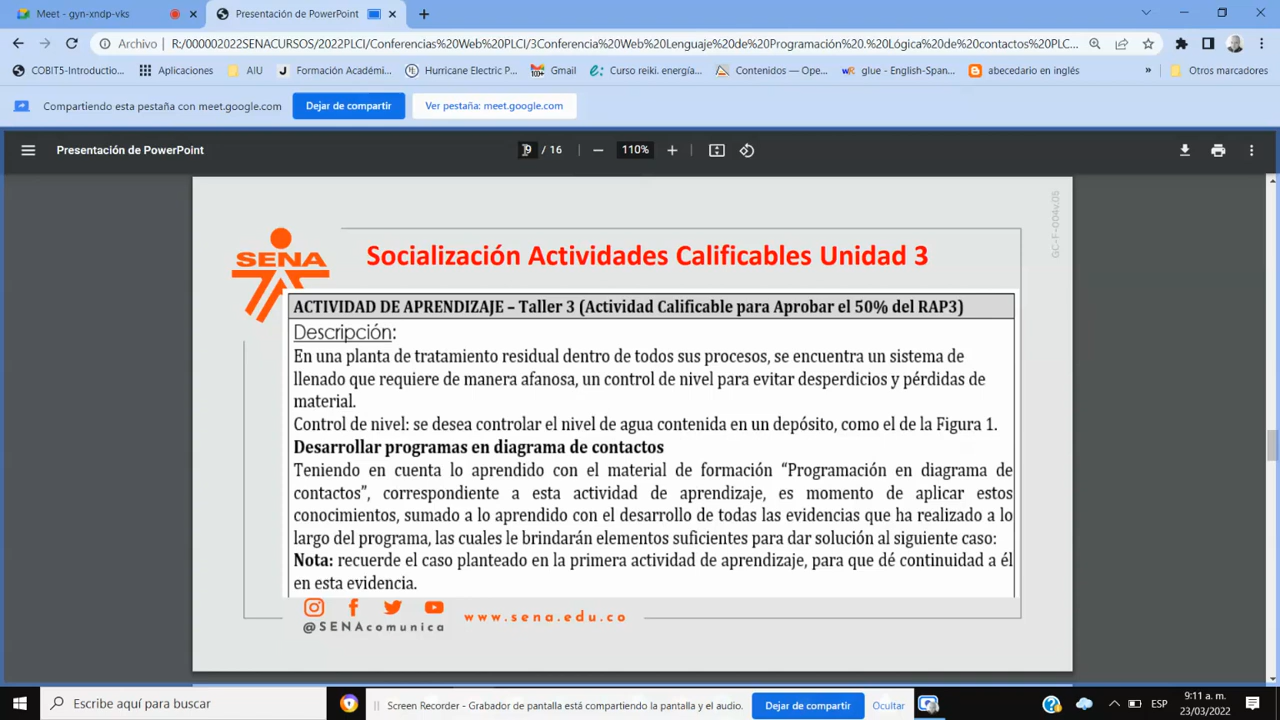 Meet - gyn-xndp-vks
Presentación de PowerPoint
Archivo
R:/000002022SENACURSOS/2022PLCI/Conferencias%20Web%20PLCI/3Conferencia%20Web%20Lenguaje%20de%20Programación%20.%20Lógica%20de%20contactos%20PLC...
COBIT5-Introductio...
Aplicaciones
AIU
Formación Académi...
Hurricane Electric P...
Gmail
Curso reiki. energía...
Contenidos — Ope...
glue - English-Span...
abecedario en inglés
»
Otros marcadores
Compartiendo esta pestaña con meet.google.com
Dejar de compartir
Ver pestaña: meet.google.com
Presentación de PowerPoint
9 / 16
110%
GC-F-004v.05
SENA
Socialización Actividades Calificables Unidad 3
ACTIVIDAD DE APRENDIZAJE – Taller 3 (Actividad Calificable para Aprobar el 50% del RAP3)
Descripción:
En una planta de tratamiento residual dentro de todos sus procesos, se encuentra un sistema de
llenado que requiere de manera afanosa, un control de nivel para evitar desperdicios y pérdidas de
material.
Control de nivel: se desea controlar el nivel de agua contenida en un depósito, como el de la Figura 1.
Desarrollar programas en diagrama de contactos
Teniendo en cuenta lo aprendido con el material de formación “Programación en diagrama de
contactos”, correspondiente a esta actividad de aprendizaje, es momento de aplicar estos
conocimientos, sumado a lo aprendido con el desarrollo de todas las evidencias que ha realizado a lo
largo del programa, las cuales le brindarán elementos suficientes para dar solución al siguiente caso:
Nota: recuerde el caso planteado en la primera actividad de aprendizaje, para que dé continuidad a él
en esta evidencia.
@SENAcomunica
www.sena.edu.co
Escribe aquí para buscar
Screen Recorder - Grabador de pantalla está compartiendo la pantalla y el audio.
Dejar de compartir
Ocultar
ESP
9:11 a. m.
23/03/2022